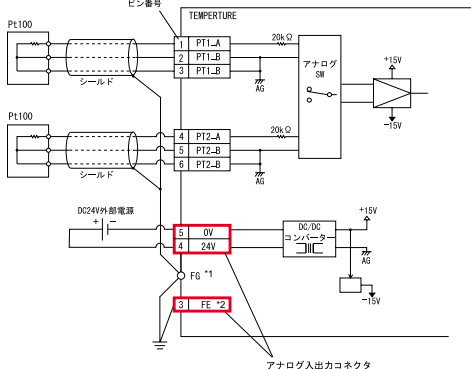 ピン番号
TEMPERTURE
Pt100
1 PT1_A
2 PT1_B
3 PT1_B
20kΩ
アナログ
SW
AG
シールド
+15V
-15V
Pt100
4 PT2-A
5 PT2-B
6 PT2-B
20kΩ
AG
シールド
DC24V外部電源
+ -
5 0V
4 24V
DC/DC
コンバーター
+15V
AG
-15V
FG *1
3 FE *2
アナログ入出力コネクタ